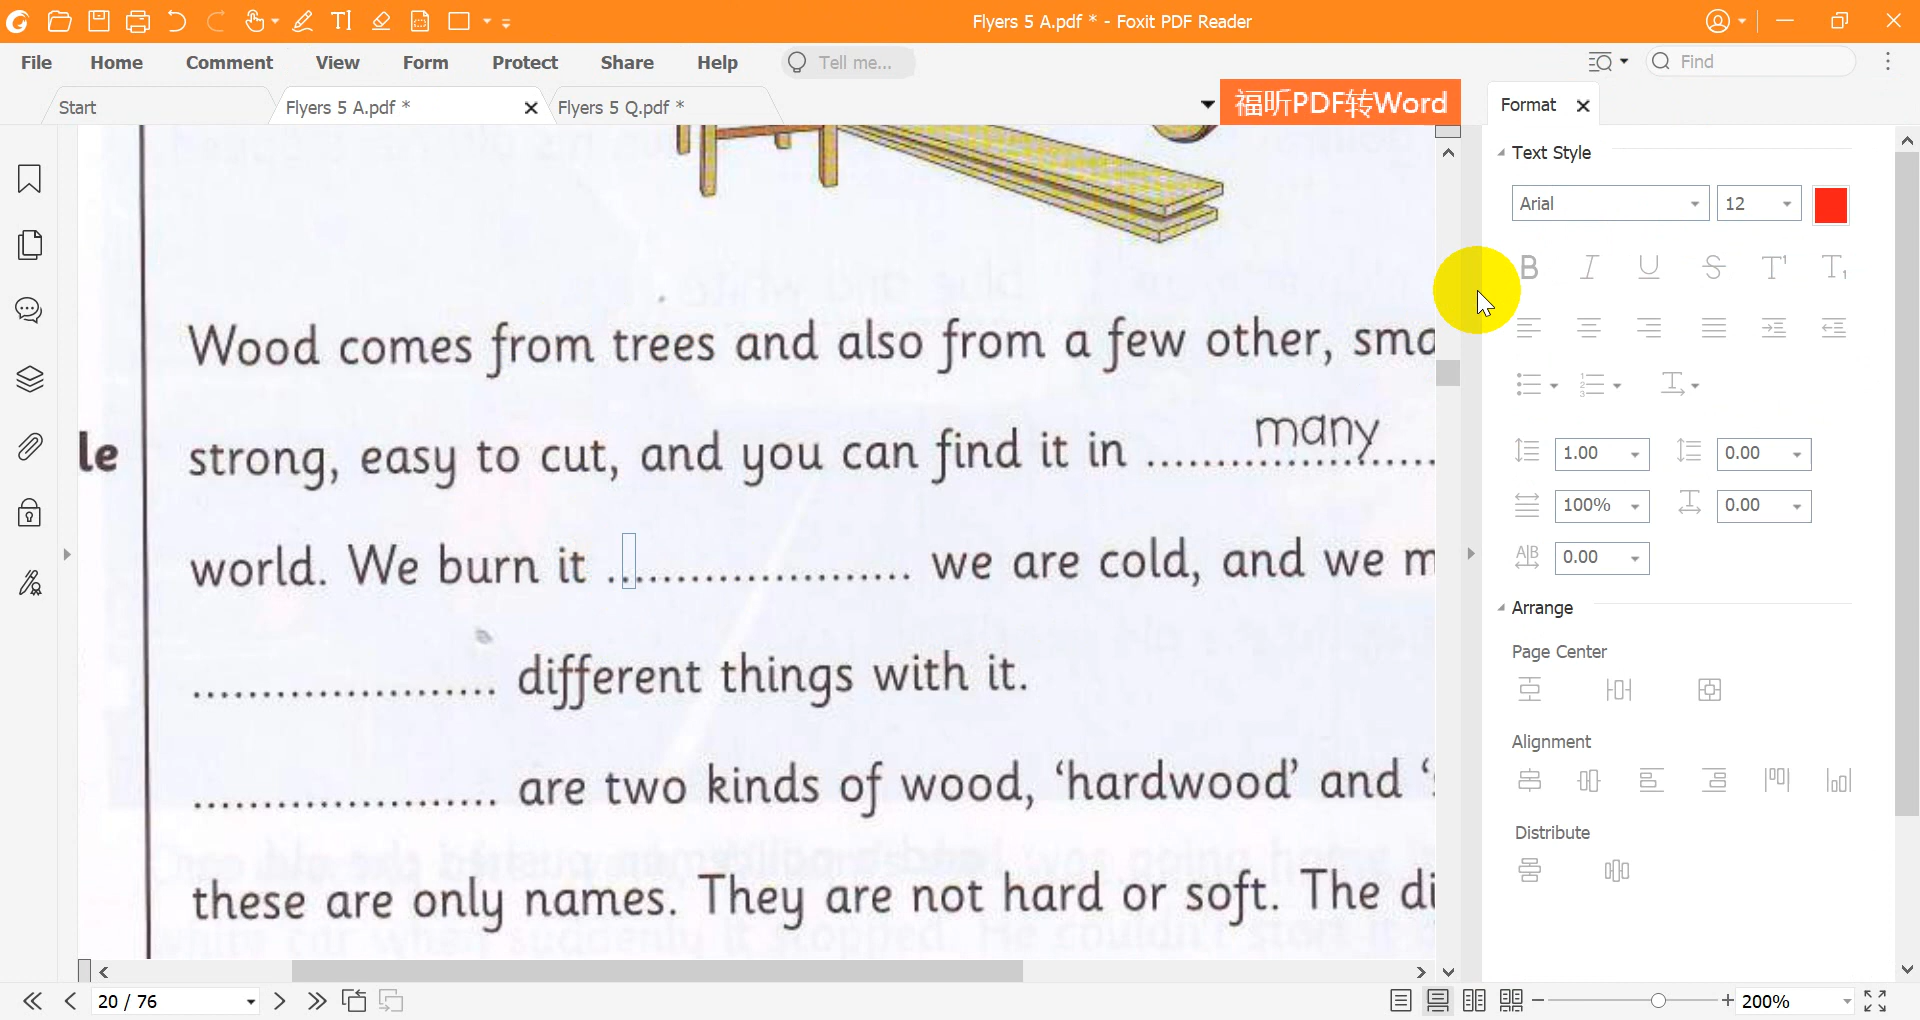 Flyers 5 A.pdf * - Foxit PDF Reader
File Home Comment View Form Protect Share Help Tell me... Find
Start Flyers 5 A.pdf * Flyers 5 Q.pdf * 福昕PDF转Word Format
Text Style
Arial 12
1.00 0.00
100% 0.00
0.00
Arrange
Page Center
Alignment
Distribute
Wood comes from trees and also from a few other, sma
le strong, easy to cut, and you can find it in ........many.....
world. We burn it ........................ we are cold, and we m
........................ different things with it.
........................ are two kinds of wood, ‘hardwood’ and ‘
these are only names. They are not hard or soft. The di
20 / 76 200%